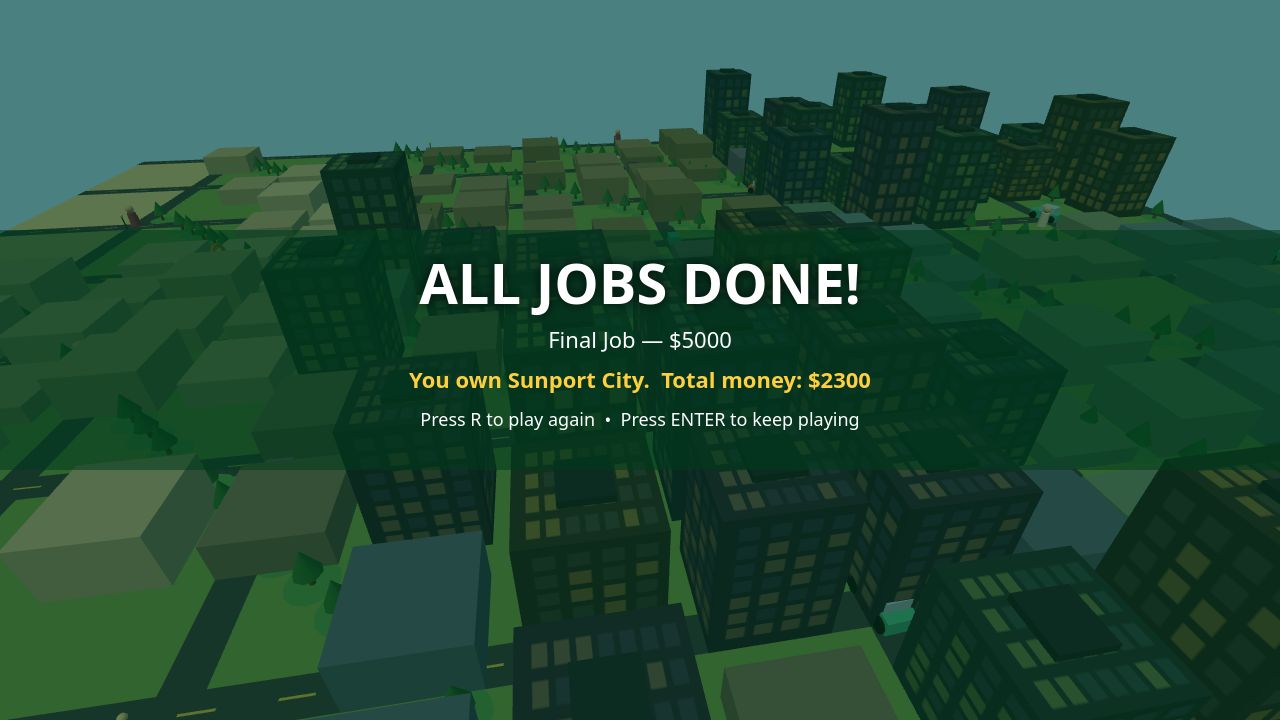 ALL JOBS DONE!
Final Job — $5000
You own Sunport City.  Total money: $2300
Press R to play again  •  Press ENTER to keep playing